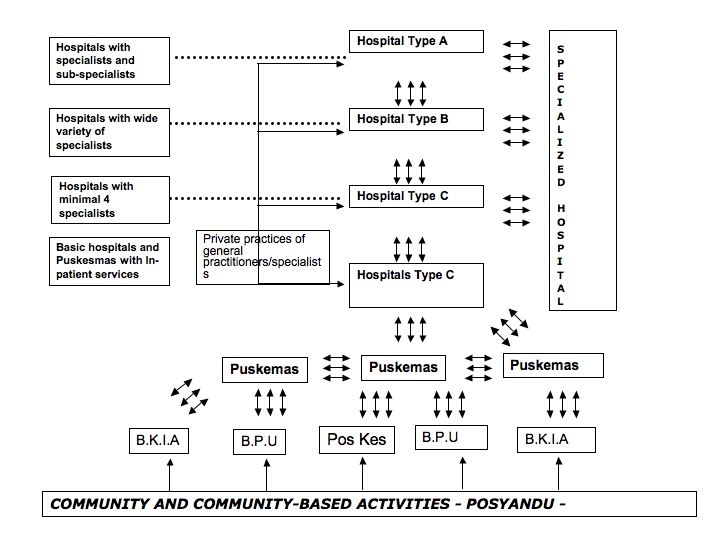 Hospitals with
specialists and
sub-specialists
Hospital Type A
Hospitals with wide
variety of
specialists
Hospital Type B
Hospitals with
minimal 4
specialists
Hospital Type C
Basic hospitals and
Puskesmas with In-
patient services
Private practices of
general
practitioners/specialist
s
Hospitals Type C
SPECIALIZED HOSPITAL
Puskemas
Puskemas
Puskemas
B.K.I.A
B.P.U
Pos Kes
B.P.U
B.K.I.A
COMMUNITY AND COMMUNITY-BASED ACTIVITIES - POSYANDU -